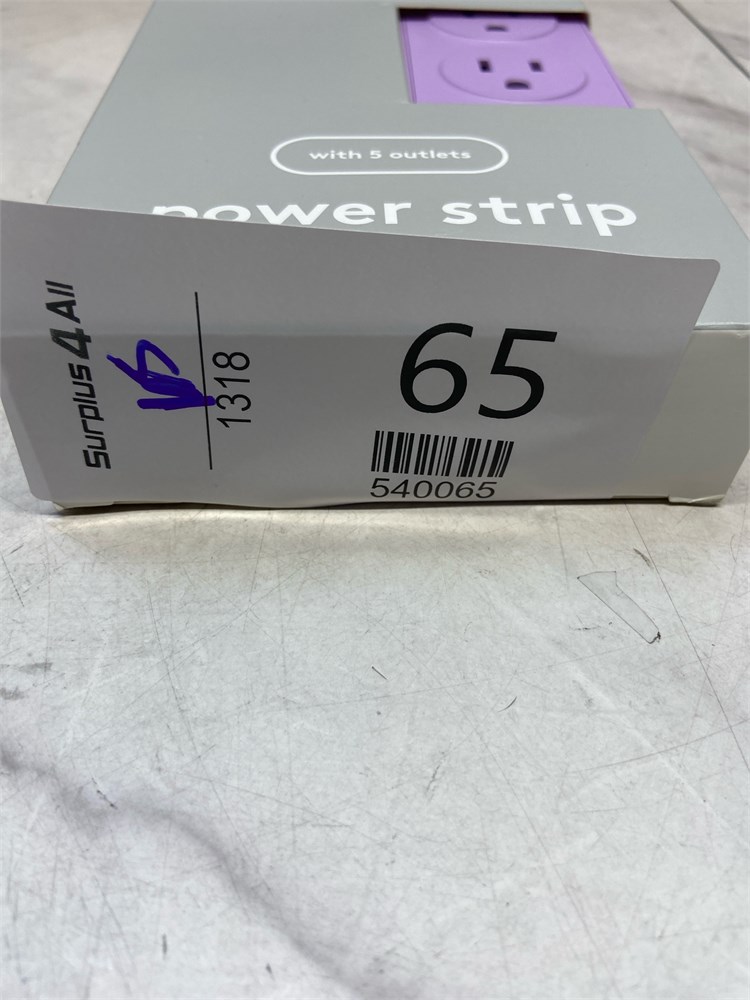 with 5 outlets
power strip
Surplus 4 All
1318
65
540065